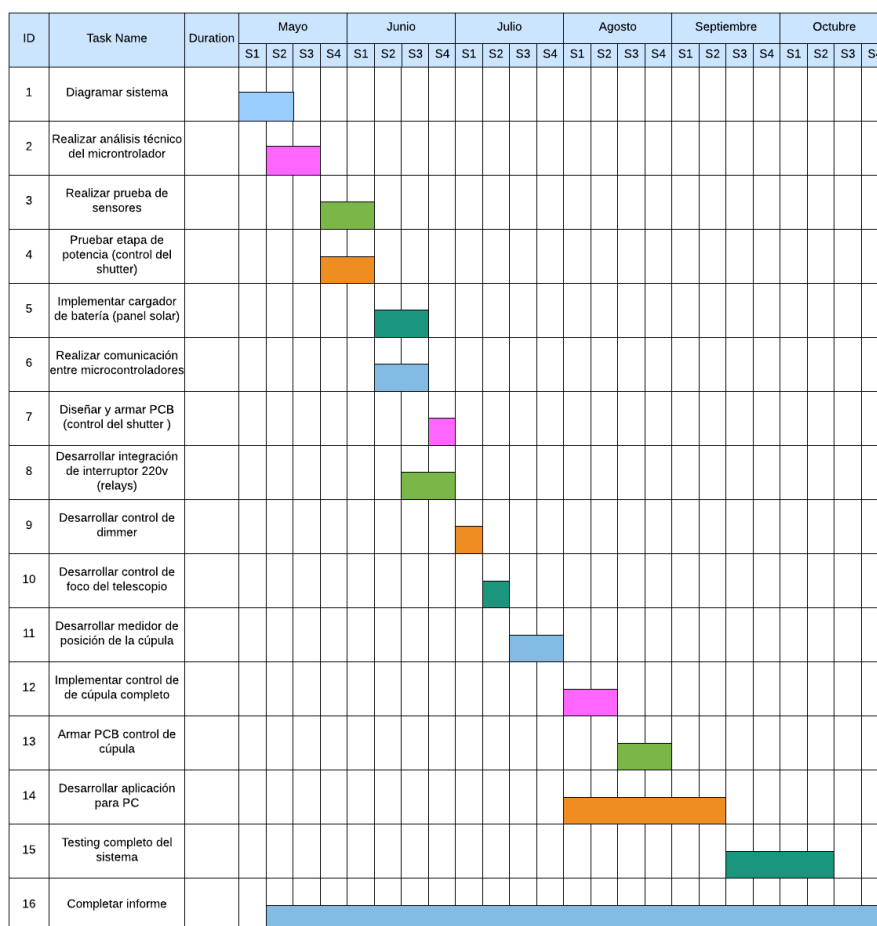 ID Task Name Duration Mayo Junio Julio Agosto Septiembre Octubre
S1 S2 S3 S4 S1 S2 S3 S4 S1 S2 S3 S4 S1 S2 S3 S4 S1 S2 S3 S4 S1 S2 S3
1 Diagramar sistema
2 Realizar análisis técnico
del microntrolador
3 Realizar prueba de
sensores
4 Pruebar etapa de
potencia (control del
shutter)
5 Implementar cargador
de batería (panel solar)
6 Realizar comunicación
entre microcontroladores
7 Diseñar y armar PCB
(control del shutter )
8 Desarrollar integración
de interruptor 220v
(relays)
9 Desarrollar control de
dimmer
10 Desarrollar control de
foco del telescopio
11 Desarrollar medidor de
posición de la cúpula
12 Implementar control de
de cúpula completo
13 Armar PCB control de
cúpula
14 Desarrollar aplicación
para PC
15 Testing completo del
sistema
16 Completar informe